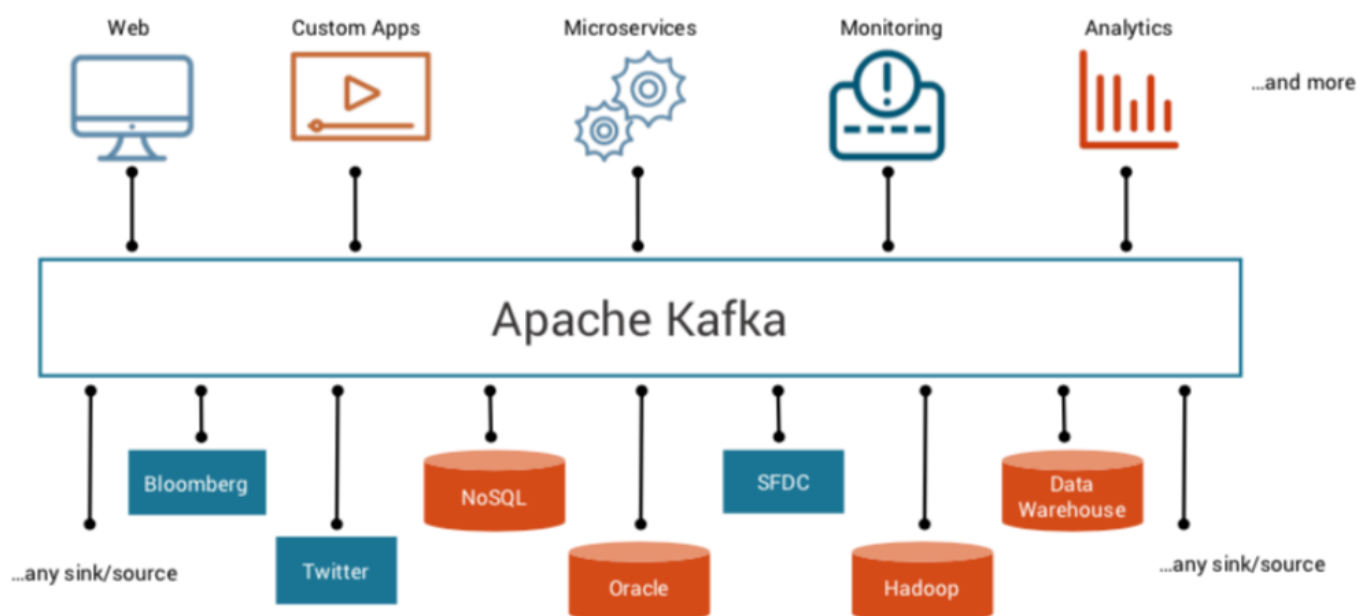 Web
Custom Apps
Microservices
Monitoring
Analytics
...and more
Apache Kafka
Bloomberg
NoSQL
SFDC
Data
Warehouse
...any sink/source
Twitter
Oracle
Hadoop
...any sink/source